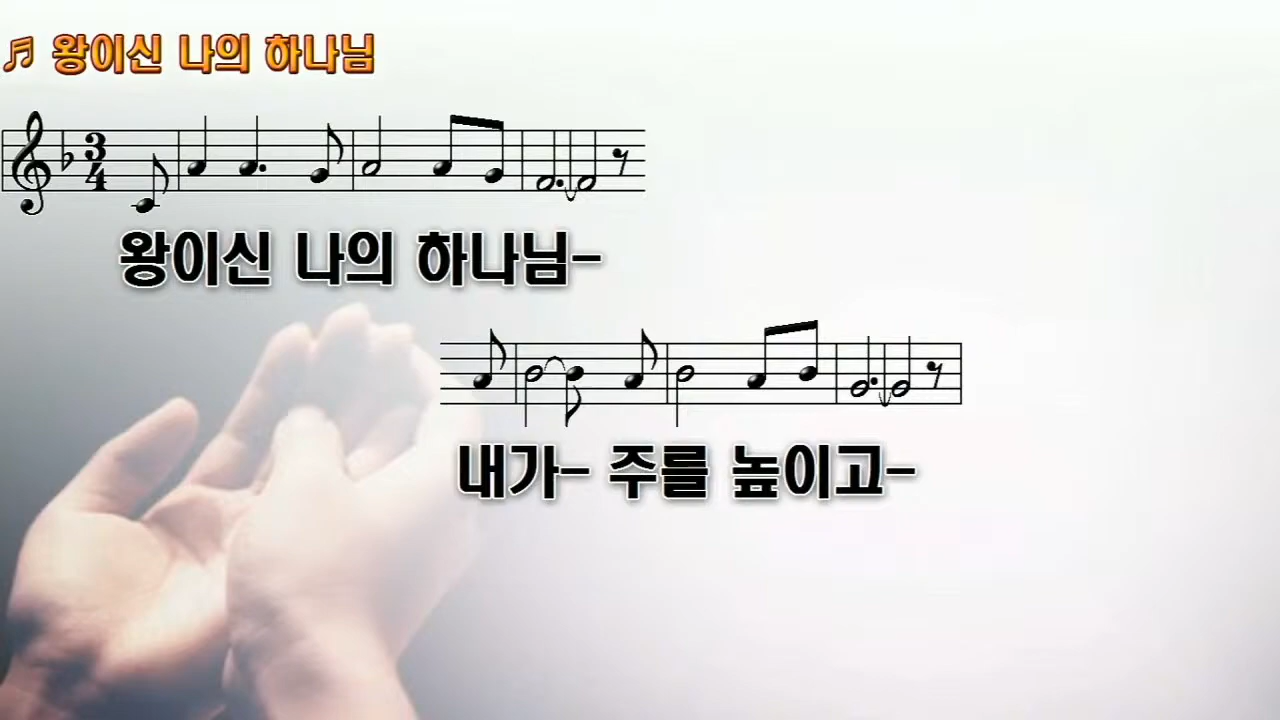 ♬ 왕이신 나의 하나님
왕이신 나의 하나님-
내가- 주를 높이고-